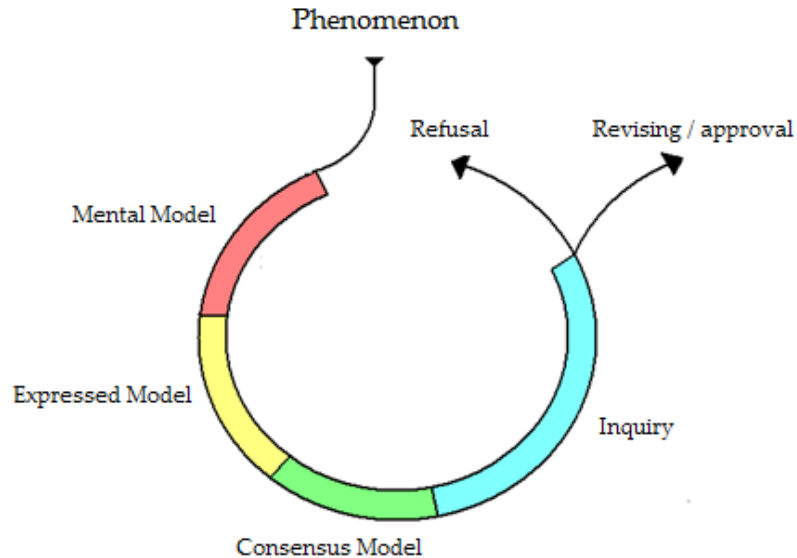 Phenomenon
Refusal
Revising / approval
Mental Model
Expressed Model
Inquiry
Consensus Model